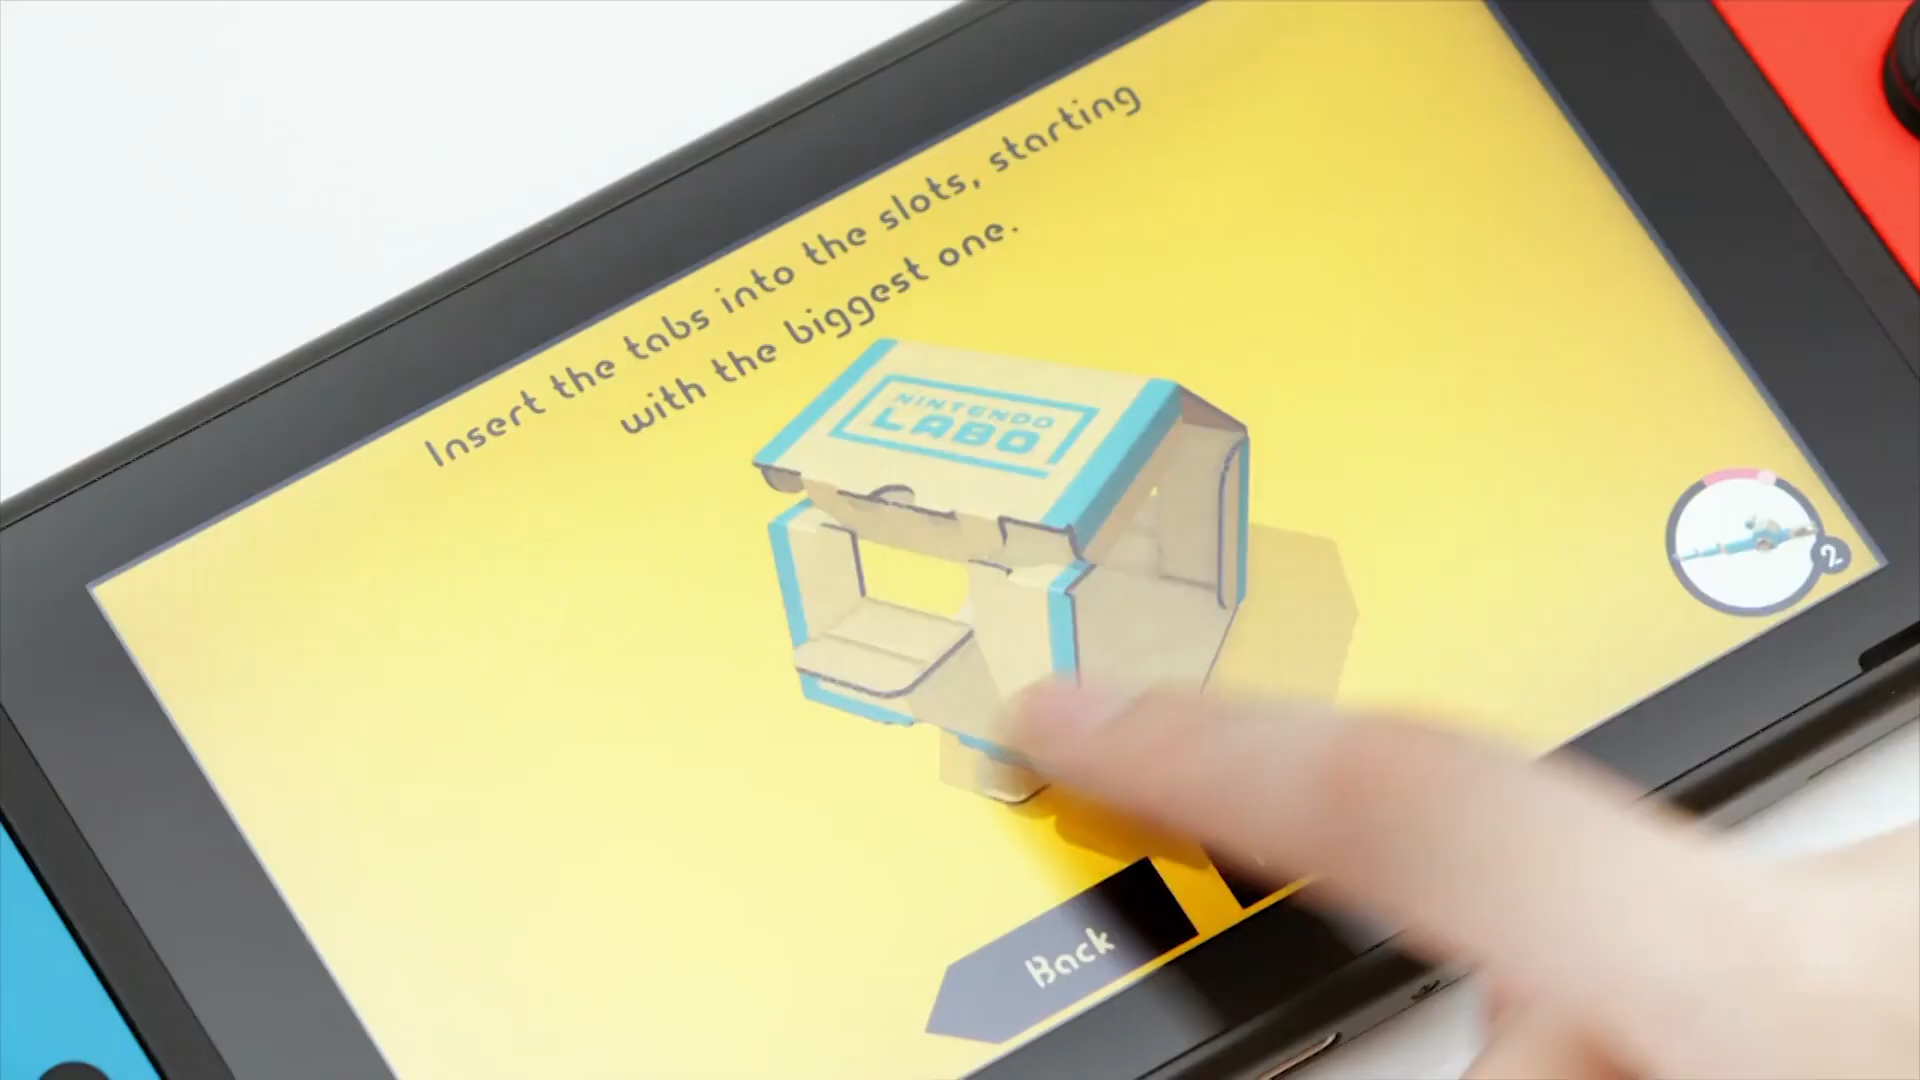 Insert the tabs into the slots, starting
with the biggest one.
NINTENDO
LABO
2
Back